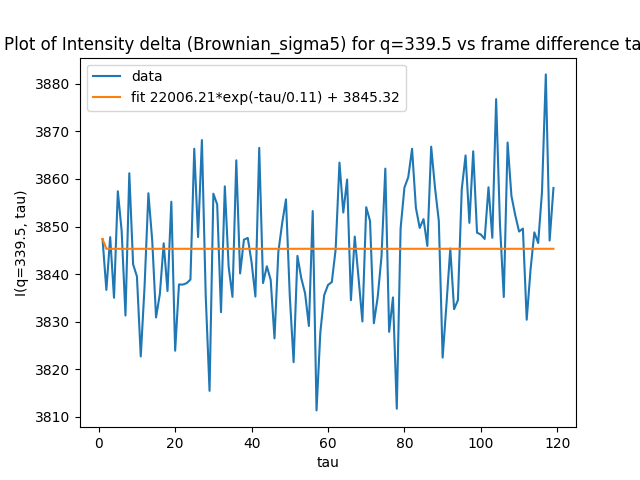 Plot of Intensity delta (Brownian_sigma5) for q=339.5 vs frame difference ta
data
fit 22006.21*exp(-tau/0.11) + 3845.32
I(q=339.5, tau)
3880
3870
3860
3850
3840
3830
3820
3810
0 20 40 60 80 100 120
tau